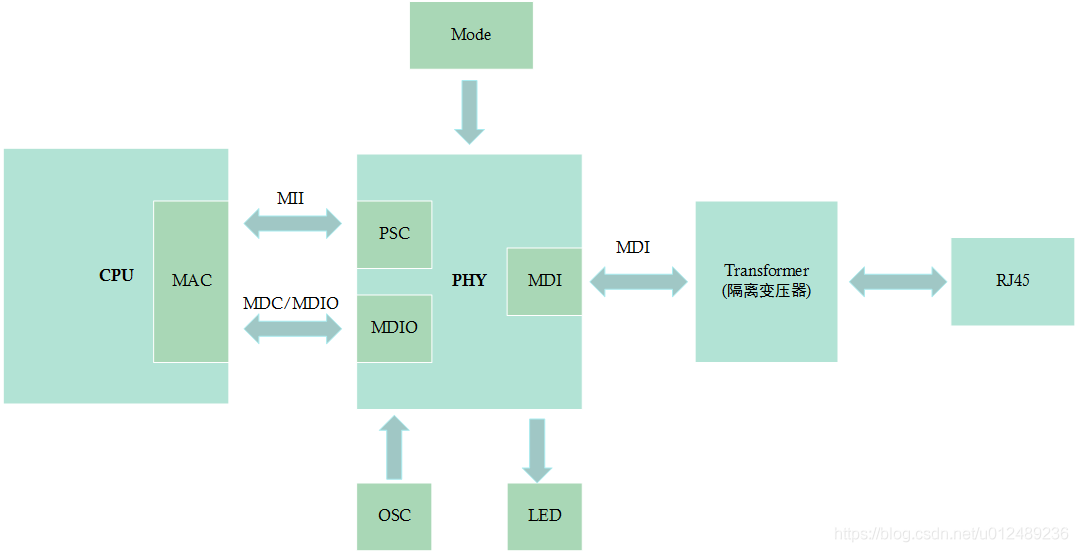 Mode
CPU
MAC
MII
MDC/MDIO
PSC
MDIO
PHY
MDI
MDI
Transformer
(隔离变压器)
RJ45
OSC
LED
https://blog.csdn.net/u012489236